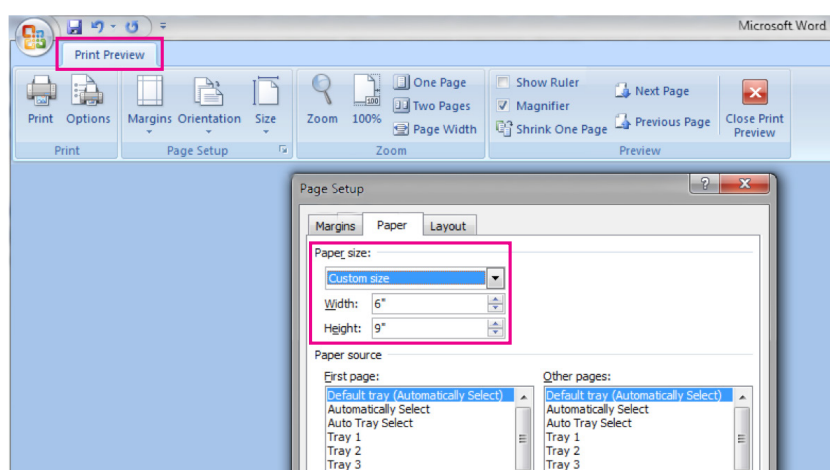 Microsoft Word
Print Preview
Print Options Margins Orientation Size Zoom 100% One Page Two Pages Page Width Show Ruler Magnifier Shrink One Page Next Page Previous Page Close Print Preview
Print Page Setup Zoom Preview
Page Setup
Margins Paper Layout
Paper size:
Custom size
Width: 6"
Height: 9"
Paper source
First page: Other pages:
Default tray (Automatically Select) Default tray (Automatically Select)
Automatically Select Automatically Select
Auto Tray Select Auto Tray Select
Tray 1 Tray 1
Tray 2 Tray 2
Tray 3 Tray 3